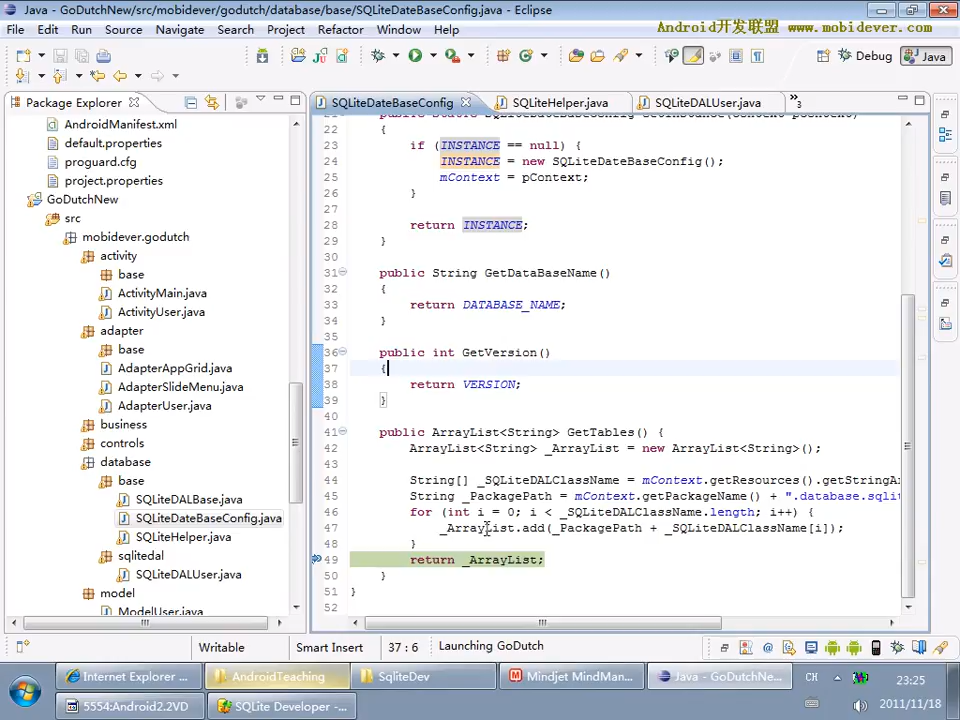 Java - GoDutchNew/src/mobidever/godutch/database/base/SQLiteDateBaseConfig.java - Eclipse
File Edit Run Source Navigate Search Project Refactor Window Help
Android开发联盟 www.mobidever.com
Debug Java
Package Explorer
SQLiteDateBaseConfig SQLiteHelper.java SQLiteDALUser.java »3
AndroidManifest.xml
default.properties
proguard.cfg
project.properties
GoDutchNew
src
mobidever.godutch
activity
base
ActivityMain.java
ActivityUser.java
adapter
base
AdapterAppGrid.java
AdapterSlideMenu.java
AdapterUser.java
business
controls
database
base
SQLiteDALBase.java
SQLiteDateBaseConfig.java
SQLiteHelper.java
sqlitedal
SQLiteDALUser.java
model
ModelUser.java
22 {
23 if (INSTANCE == null) {
24 INSTANCE = new SQLiteDateBaseConfig();
25 mContext = pContext;
26 }
27
28 return INSTANCE;
29 }
30
31 public String GetDataBaseName()
32 {
33 return DATABASE_NAME;
34 }
35
36 public int GetVersion()
37 {
38 return VERSION;
39 }
40
41 public ArrayList<String> GetTables() {
42 ArrayList<String> _ArrayList = new ArrayList<String>();
43
44 String[] _SQLiteDALClassName = mContext.getResources().getStringAr
45 String _PackagePath = mContext.getPackageName() + ".database.sqlit
46 for (int i = 0; i < _SQLiteDALClassName.length; i++) {
47 _ArrayList.add(_PackagePath + _SQLiteDALClassName[i]);
48 }
49 return _ArrayList;
50 }
51 }
52
Writable Smart Insert 37 : 6 Launching GoDutch
Internet Explorer ... AndroidTeaching SqliteDev Mindjet MindMan... Java - GoDutchNe... CH 23:25
5554:Android2.2VD SQLite Developer -... 2011/11/18